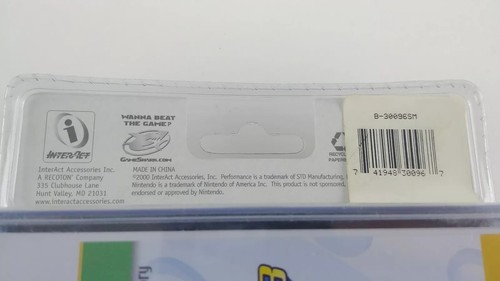 InterAct
InterAct Accessories Inc.
A RECOTON® Company
335 Clubhouse Lane
Hunt Valley, MD 21031
www.interactaccessories.com
WANNA BEAT
THE GAME?
GameShark.com
MADE IN CHINA
©2000 InterAct Accessories, Inc. Performance is a trademark of STD Manufacturing,
Nintendo is a trademark of Nintendo of America Inc. This product is not sponsored,
endorsed or approved by Nintendo.
RECYCL
PAPERBO
B-30096SM
7 41948 30096 7
ry